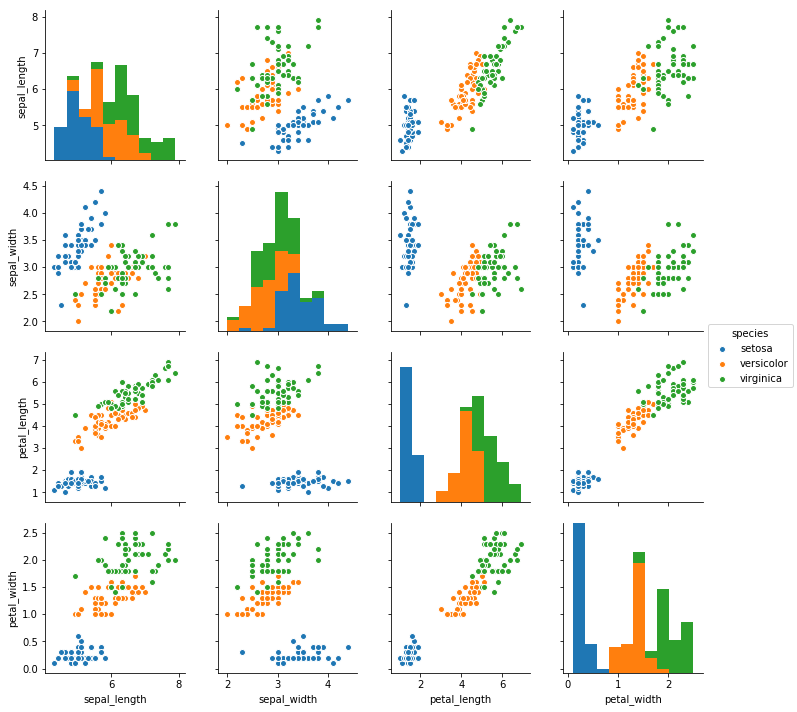 sepal_length
8
7
6
5
sepal_width
4.5
4.0
3.5
3.0
2.5
2.0
species
setosa
versicolor
virginica
petal_length
7
6
5
4
3
2
1
petal_width
2.5
2.0
1.5
1.0
0.5
0.0
6 8
2 3 4
2 4 6
0 1 2
sepal_length
sepal_width
petal_length
petal_width